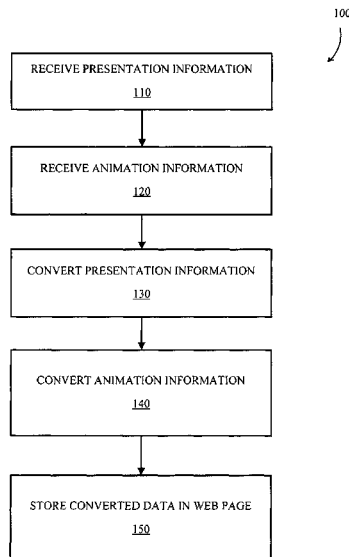 100
RECEIVE PRESENTATION INFORMATION
110
RECEIVE ANIMATION INFORMATION
120
CONVERT PRESENTATION INFORMATION
130
CONVERT ANIMATION INFORMATION
140
STORE CONVERTED DATA IN WEB PAGE
150